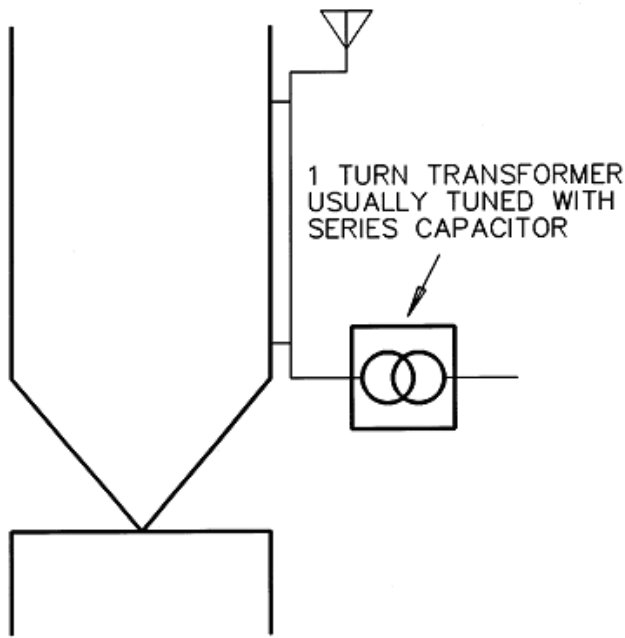 1 TURN TRANSFORMER
USUALLY TUNED WITH
SERIES CAPACITOR